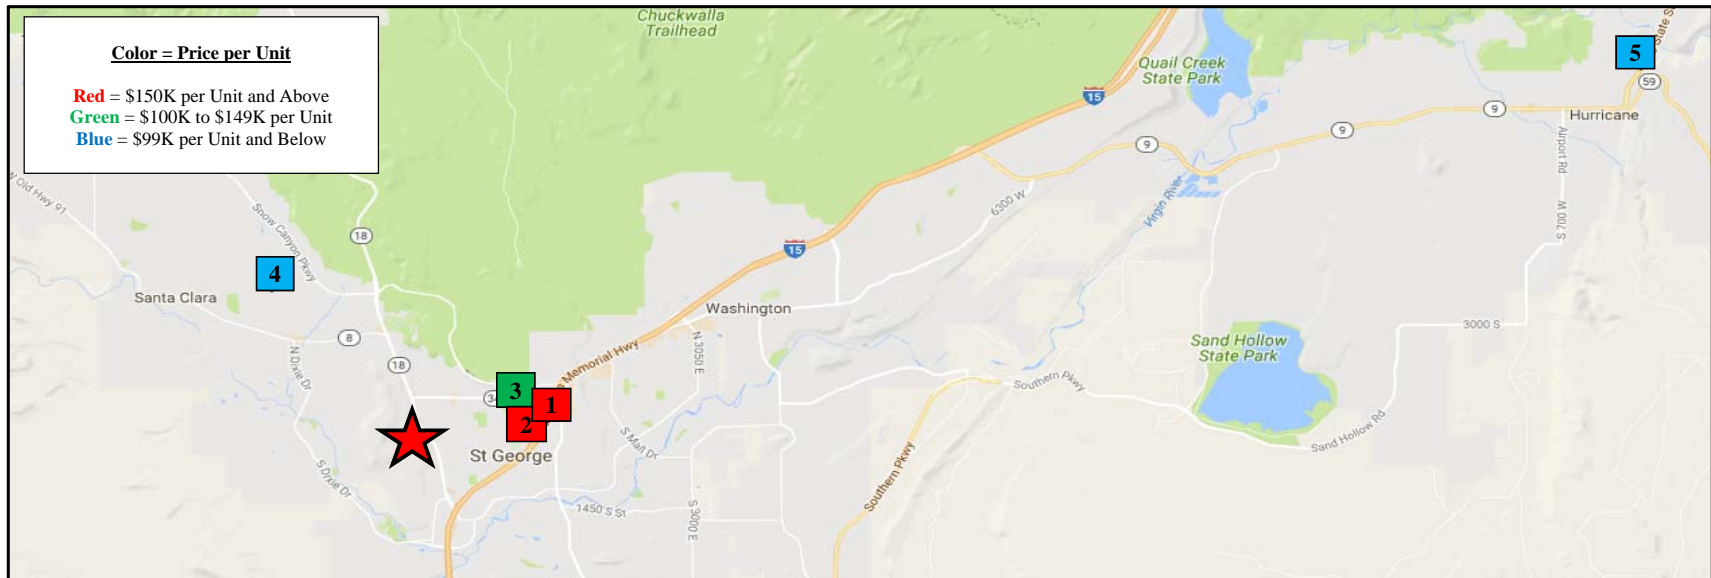 Color = Price per Unit
Red = $150K per Unit and Above
Green = $100K to $149K per Unit
Blue = $99K per Unit and Below
Chuckwalla
Trailhead
Quail Creek
State Park
15
5
State S
59
9
Hurricane
9
9
Airport Rd
W Old Hwy 91
Snow Canyon Pkwy
18
6300 W
Virgin River
S 700 W
15
4
Santa Clara
Washington
8
N Dixie Dr
18
Memorial Hwy
N 3050 E
3000 S
Sand Hollow
State Park
Southern Pkwy
3
1
2
34
St George
S Mall Dr
Sand Hollow Rd
S Dixie Dr
Southern Pkwy
1450 S St
S 3000 E